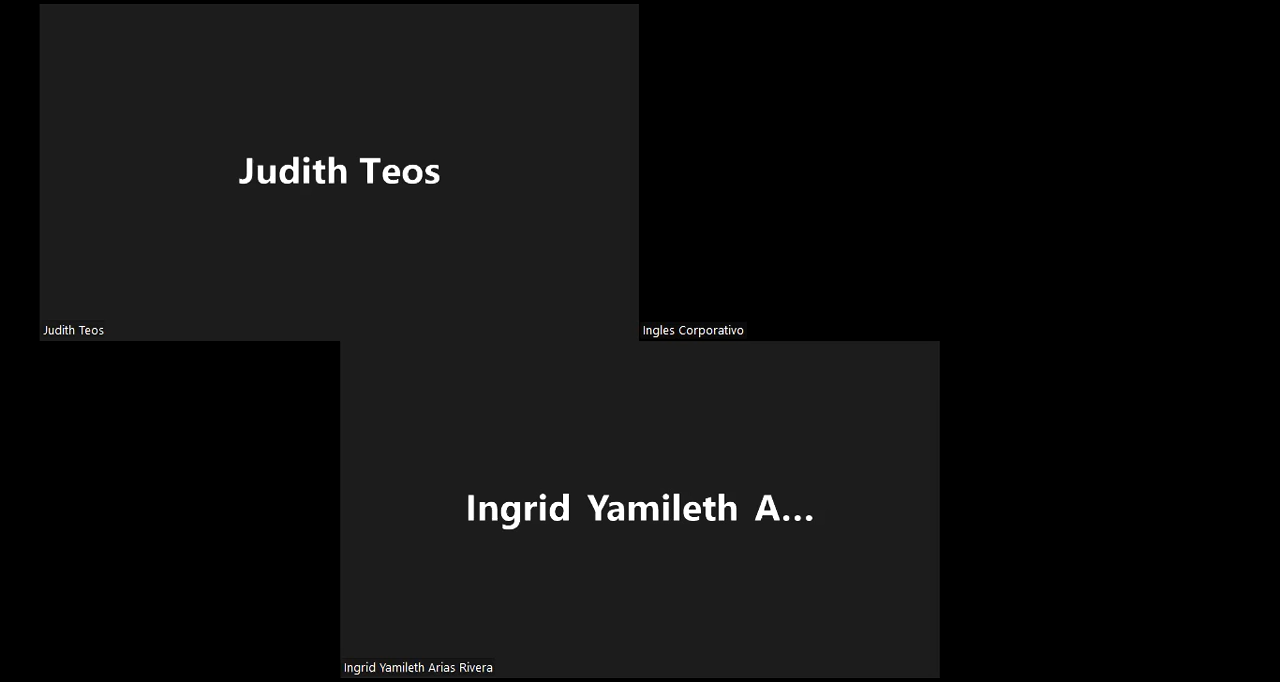 Judith Teos
Judith Teos
Ingles Corporativo
Ingrid Yamileth A...
Ingrid Yamileth Arias Rivera